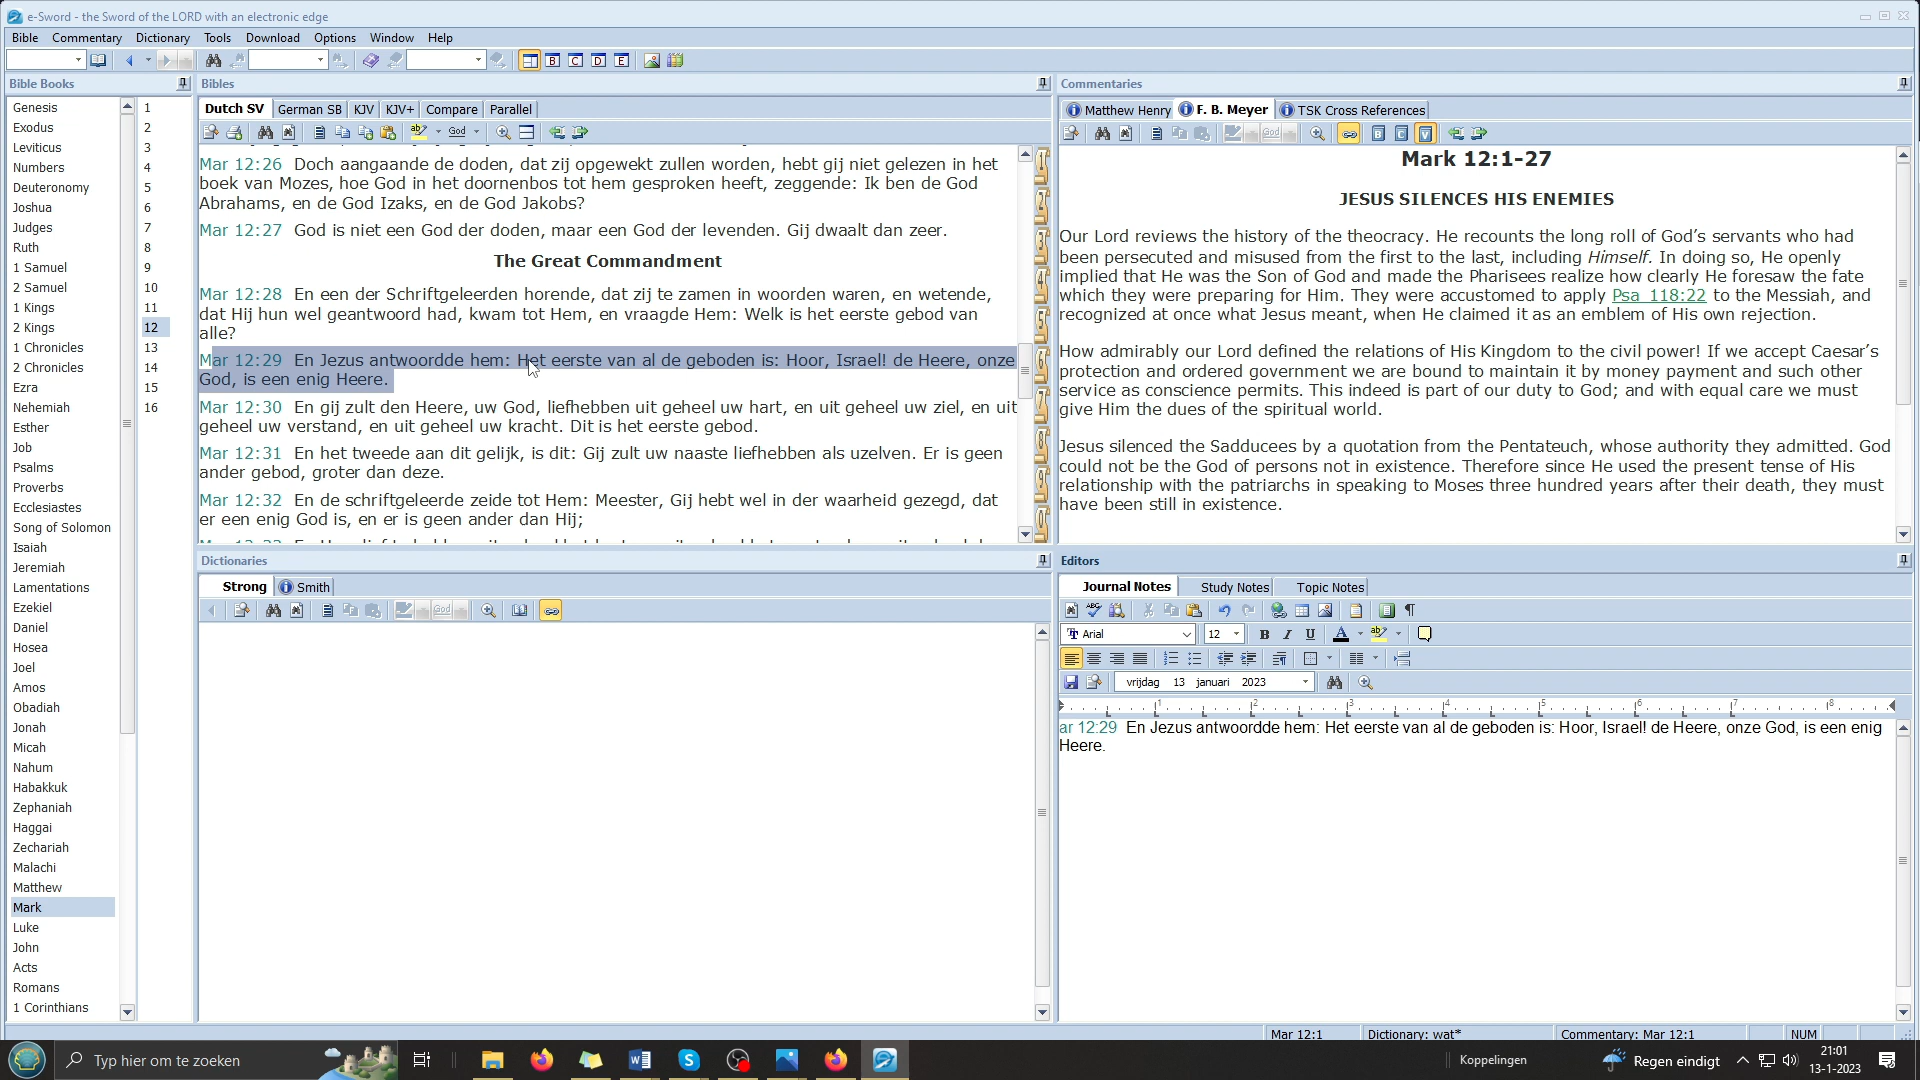 e-Sword - the Sword of the LORD with an electronic edge
Bible Commentary Dictionary Tools Download Options Window Help
B C D E
Bible Books
Genesis
Exodus
Leviticus
Numbers
Deuteronomy
Joshua
Judges
Ruth
1 Samuel
2 Samuel
1 Kings
2 Kings
1 Chronicles
2 Chronicles
Ezra
Nehemiah
Esther
Job
Psalms
Proverbs
Ecclesiastes
Song of Solomon
Isaiah
Jeremiah
Lamentations
Ezekiel
Daniel
Hosea
Joel
Amos
Obadiah
Jonah
Micah
Nahum
Habakkuk
Zephaniah
Haggai
Zechariah
Malachi
Matthew
Mark
Luke
John
Acts
Romans
1 Corinthians
1
2
3
4
5
6
7
8
9
10
11
12
13
14
15
16
Bibles
Dutch SV German SB KJV KJV+ Compare Parallel
ab God
Mar 12:26 Doch aangaande de doden, dat zij opgewekt zullen worden, hebt gij niet gelezen in het
boek van Mozes, hoe God in het doornenbos tot hem gesproken heeft, zeggende: Ik ben de God
Abrahams, en de God Izaks, en de God Jakobs?
Mar 12:27 God is niet een God der doden, maar een God der levenden. Gij dwaalt dan zeer.
The Great Commandment
Mar 12:28 En een der Schriftgeleerden horende, dat zij te zamen in woorden waren, en wetende,
dat Hij hun wel geantwoord had, kwam tot Hem, en vraagde Hem: Welk is het eerste gebod van
alle?
Mar 12:29 En Jezus antwoordde hem: Het eerste van al de geboden is: Hoor, Israel! de Heere, onze
God, is een enig Heere.
Mar 12:30 En gij zult den Heere, uw God, liefhebben uit geheel uw hart, en uit geheel uw ziel, en uit
geheel uw verstand, en uit geheel uw kracht. Dit is het eerste gebod.
Mar 12:31 En het tweede aan dit gelijk, is dit: Gij zult uw naaste liefhebben als uzelven. Er is geen
ander gebod, groter dan deze.
Mar 12:32 En de schriftgeleerde zeide tot Hem: Meester, Gij hebt wel in der waarheid gezegd, dat
er een enig God is, en er is geen ander dan Hij;
1
2
3
4
5
6
7
8
9
0
Commentaries
Matthew Henry F. B. Meyer TSK Cross References
God B C V
Mark 12:1-27
JESUS SILENCES HIS ENEMIES
Our Lord reviews the history of the theocracy. He recounts the long roll of God’s servants who had
been persecuted and misused from the first to the last, including Himself. In doing so, He openly
implied that He was the Son of God and made the Pharisees realize how clearly He foresaw the fate
which they were preparing for Him. They were accustomed to apply Psa_118:22 to the Messiah, and
recognized at once what Jesus meant, when He claimed it as an emblem of His own rejection.
How admirably our Lord defined the relations of His Kingdom to the civil power! If we accept Caesar’s
protection and ordered government we are bound to maintain it by money payment and such other
service as conscience permits. This indeed is part of our duty to God; and with equal care we must
give Him the dues of the spiritual world.
Jesus silenced the Sadducees by a quotation from the Pentateuch, whose authority they admitted. God
could not be the God of persons not in existence. Therefore since He used the present tense of His
relationship with the patriarchs in speaking to Moses three hundred years after their death, they must
have been still in existence.
Dictionaries
Strong Smith
God
Editors
Journal Notes Study Notes Topic Notes
ABC ¶
Arial 12 B I U A ab
vrijdag 13 januari 2023
1 2 3 4 5 6 7 8
ar 12:29 En Jezus antwoordde hem: Het eerste van al de geboden is: Hoor, Israel! de Heere, onze God, is een enig
Heere.
Mar 12:1 Dictionary: wat* Commentary: Mar 12:1 NUM
Typ hier om te zoeken
Koppelingen
Regen eindigt
21:01
13-1-2023